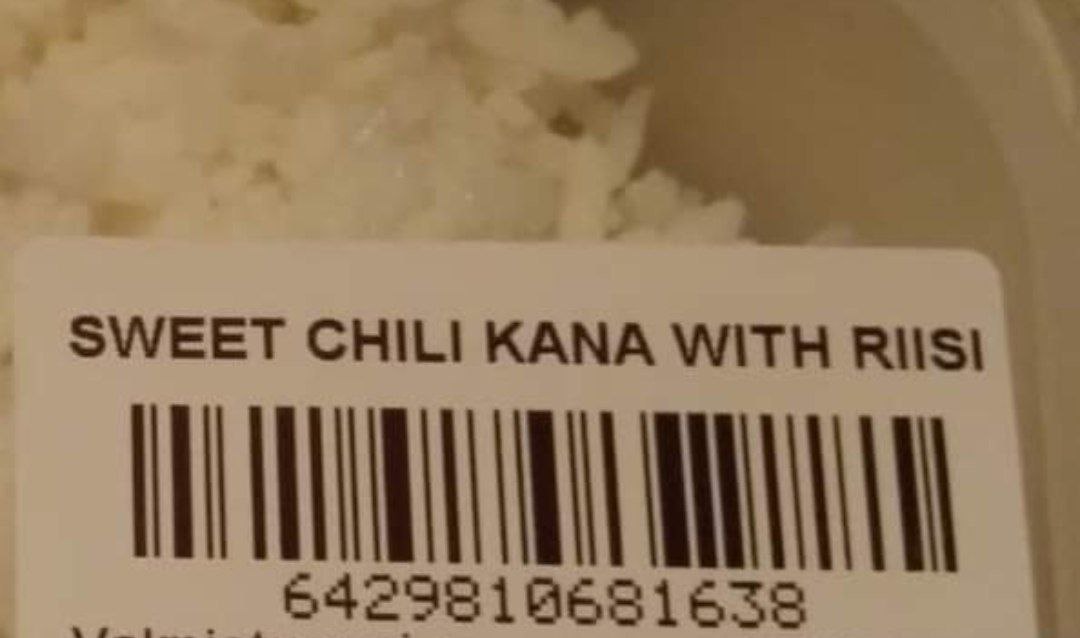 SWEET CHILI KANA WITH RIISI
6429810681638